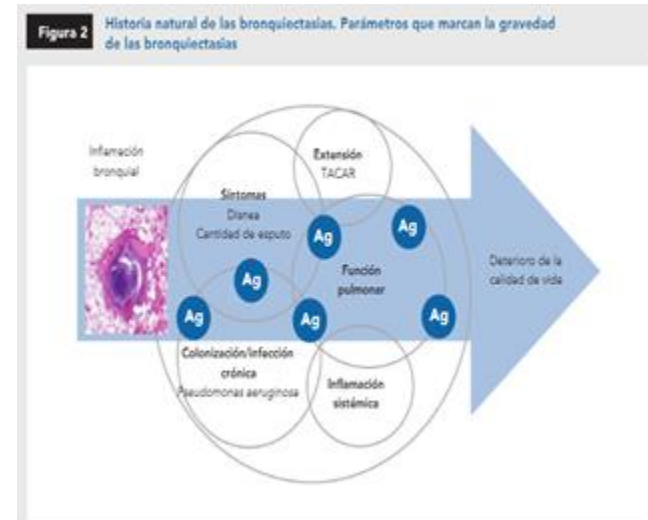 Figura 2
Historia natural de las bronquiectasias. Parámetros que marcan la gravedad
de las bronquiectasias
Inflamación
bronquial
Extensión
TACAR
Síntomas
Disnea
Cantidad de esputo
Ag
Ag
Ag
Función
pulmonar
Ag
Ag
Ag
Deterioro de la
calidad de vida
Colonización/infección
crónica
Pseudomonas aeruginosa
Inflamación
sistémica